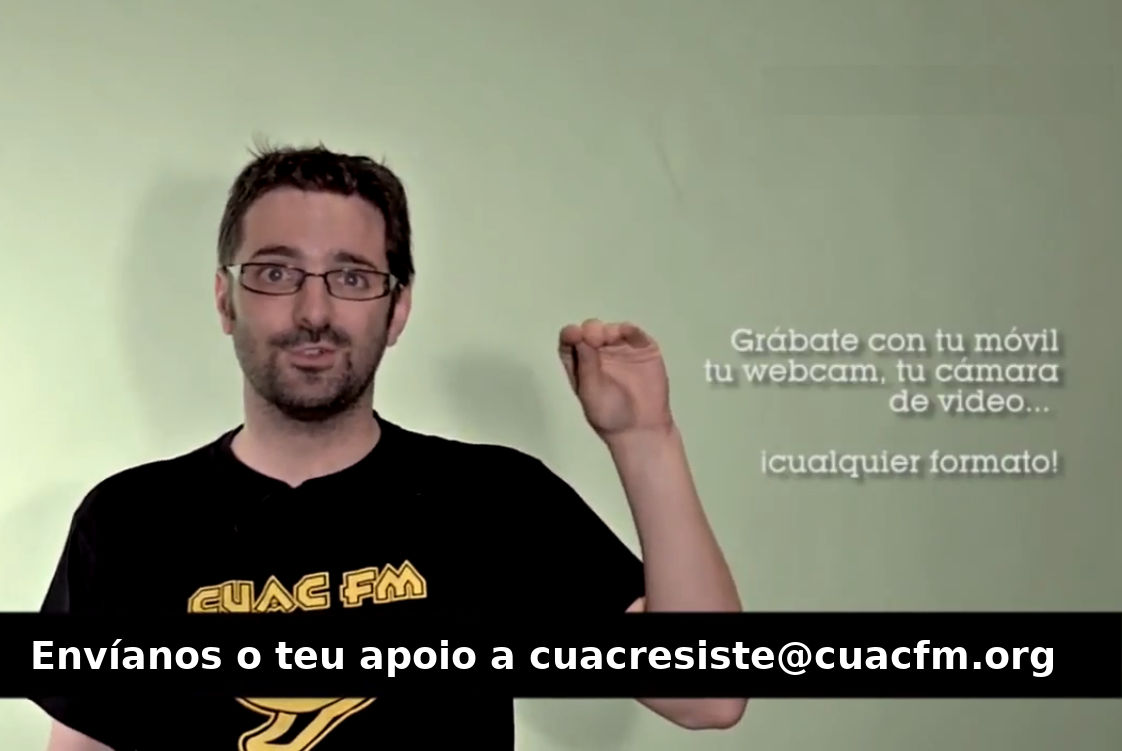 Grábate con tu móvil
tu webcam, tu cámara
de video...
¡cualquier formato!
CUAC FM
Envíanos o teu apoio a cuacresiste@cuacfm.org